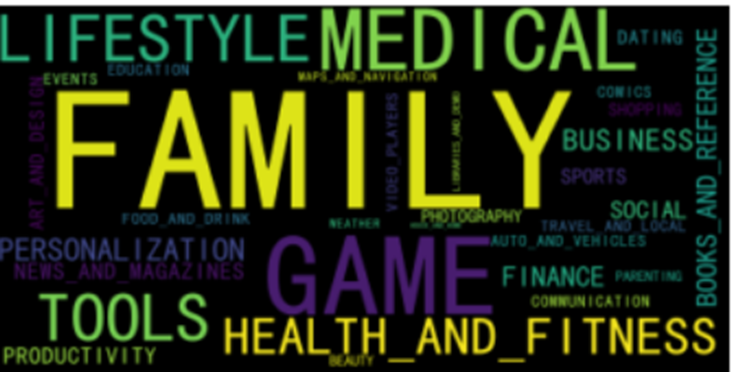 LIFESTYLE
MEDICAL
DATING
EDUCATION
EVENTS
MAPS_AND_NAVIGATION
COMICS
SHOPPING
ART_AND_DESIGN
FAMILY
VIDEO_PLAYERS
LIBRARIES_AND_DEMO
BUSINESS
BOOKS_AND_REFERENCE
SPORTS
SOCIAL
FOOD_AND_DRINK
WEATHER
PHOTOGRAPHY
TRAVEL_AND_LOCAL
PERSONALIZATION
GAME
AUTO_AND_VEHICLES
NEWS_AND_MAGAZINES
FINANCE
PARENTING
TOOLS
COMMUNICATION
HEALTH_AND_FITNESS
PRODUCTIVITY
BEAUTY